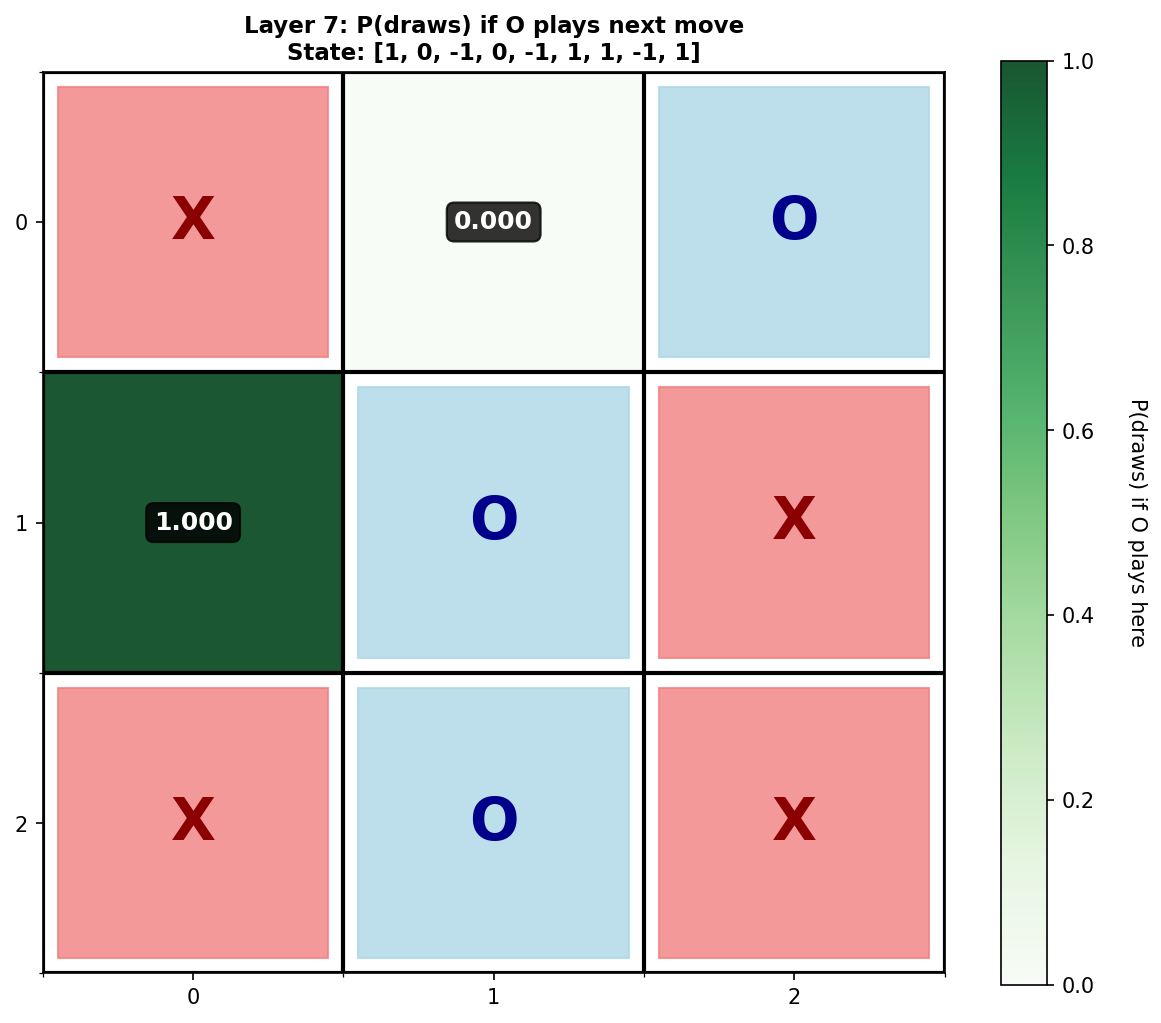 Layer 7: P(draws) if O plays next move
State: [1, 0, -1, 0, -1, 1, 1, -1, 1]
X 0.000 O
1.000 O X
X O X
0
1
2
0 1 2
1.0
0.8
0.6
0.4
0.2
0.0
P(draws) if O plays here